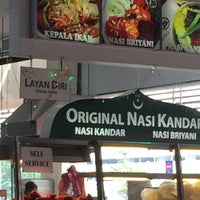 KEPALA IKAN
NASI BRIYANI
LAYAN DIRI
ORIGINAL NASI KANDAR
NASI KANDAR
NASI BRIYANI
SELF
SERVICE